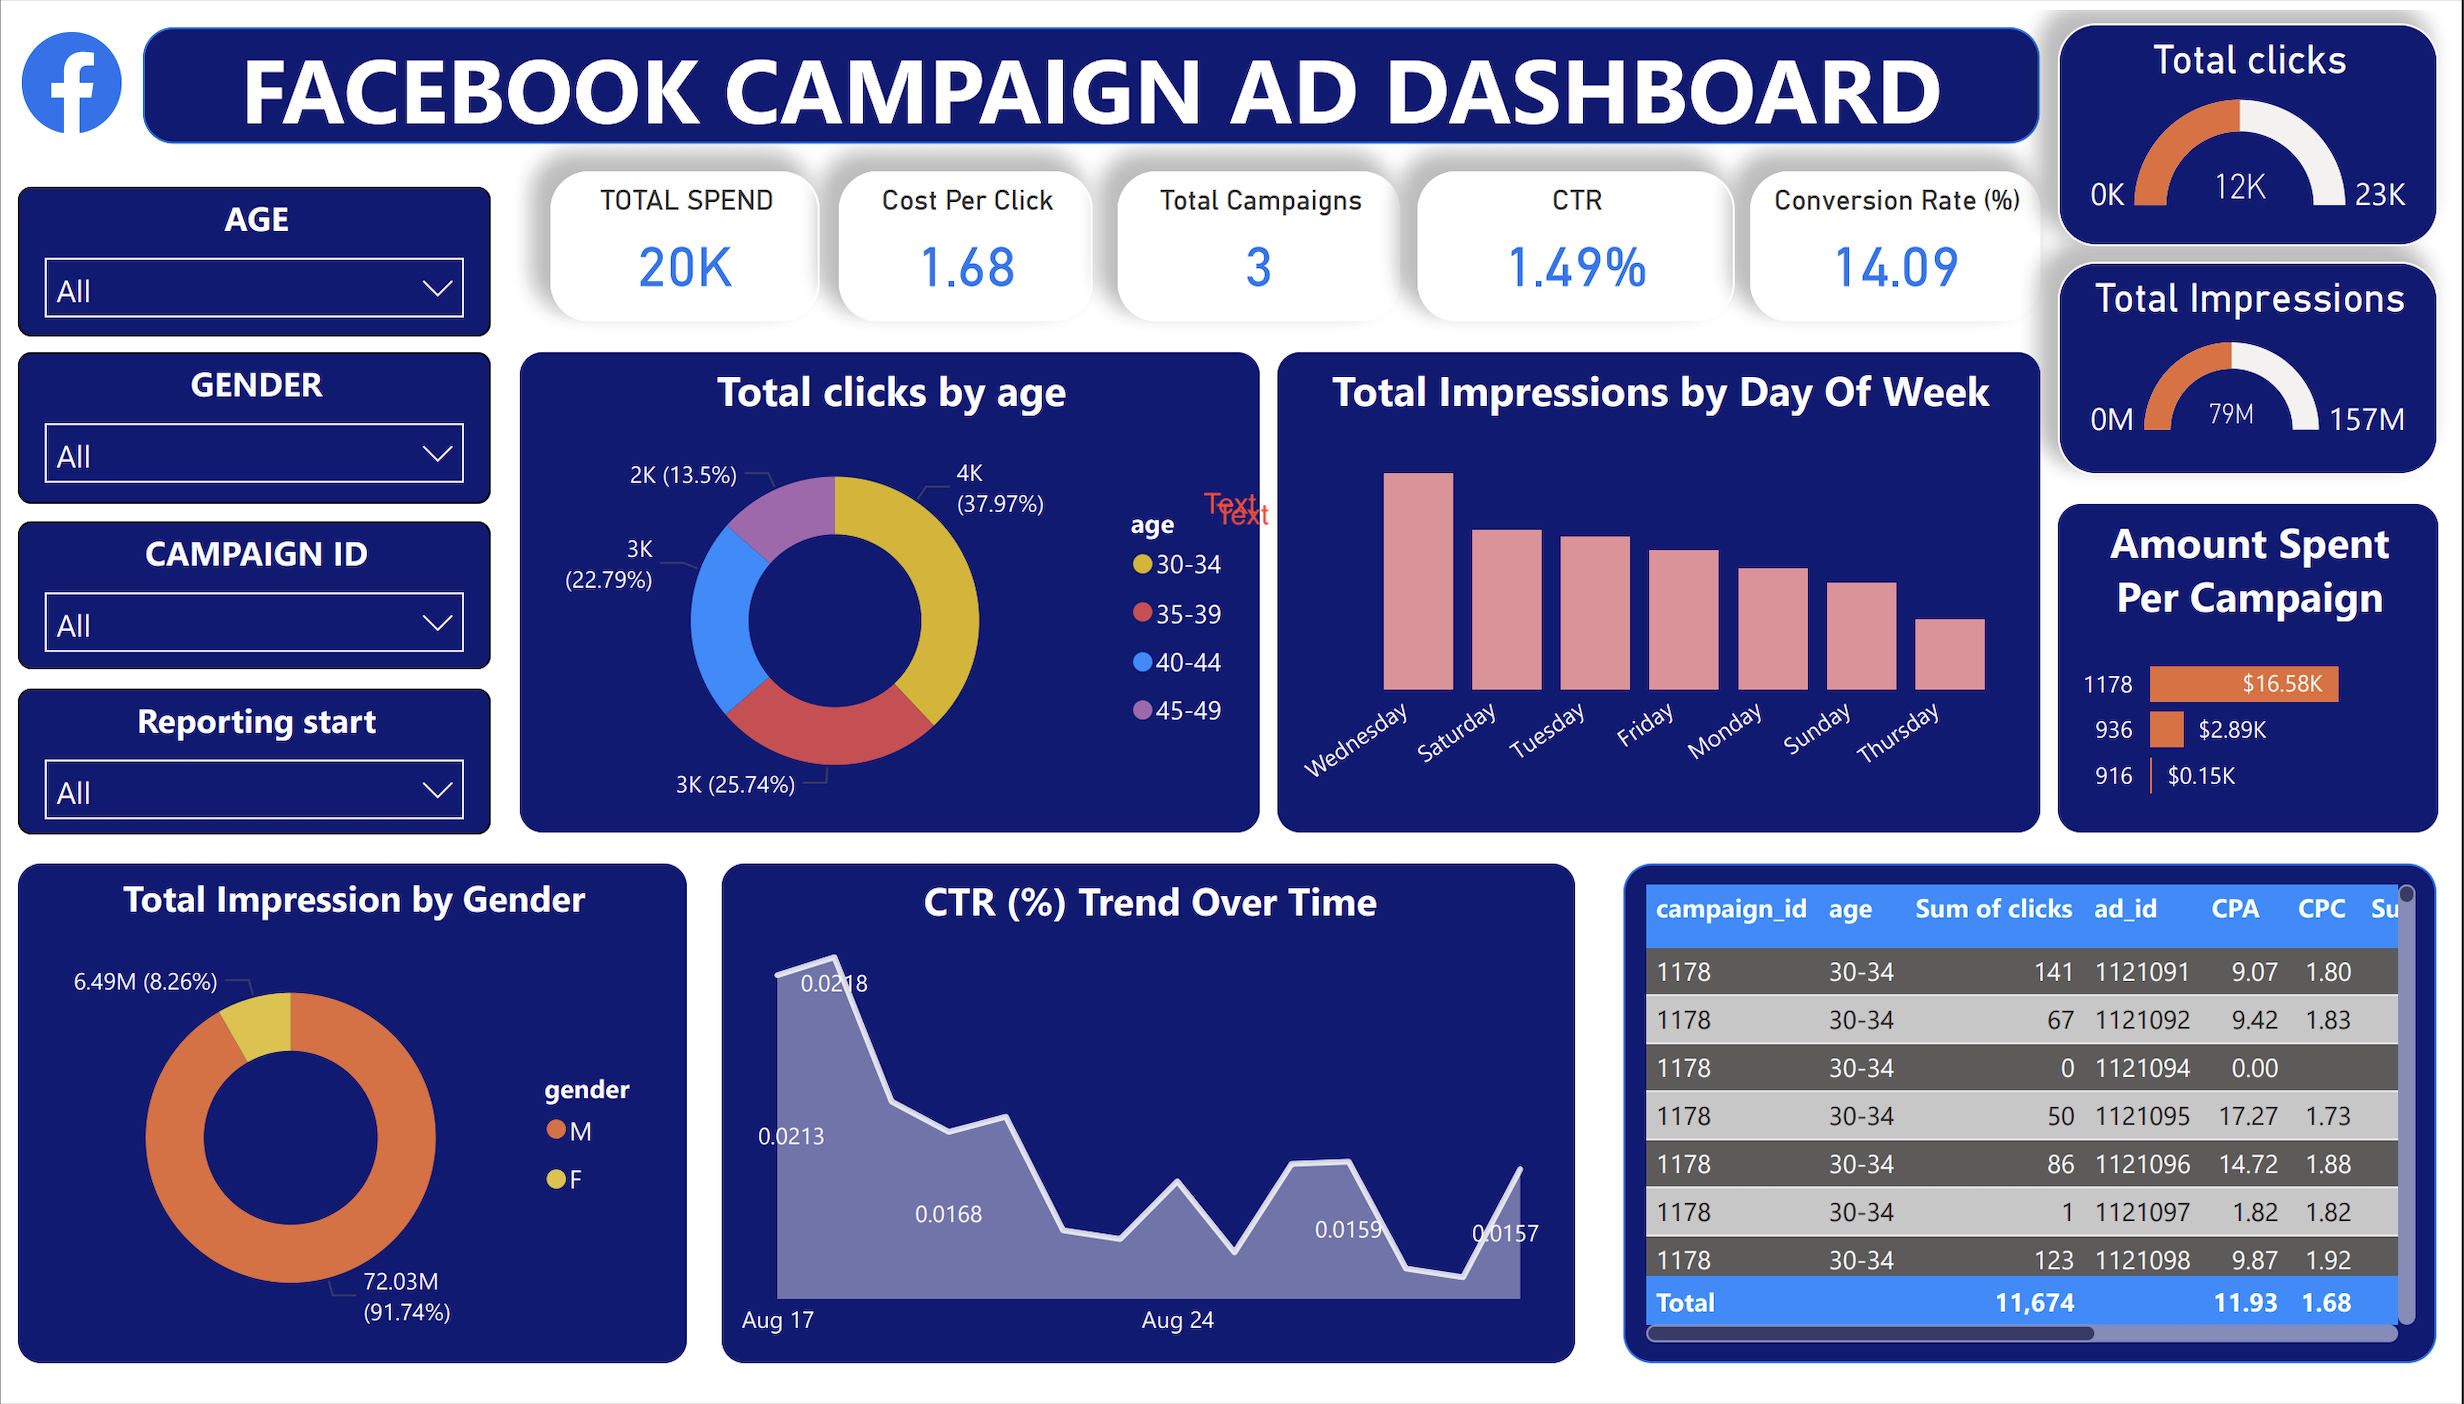 FACEBOOK CAMPAIGN AD DASHBOARD
Total clicks
0K
12K
23K
TOTAL SPEND
20K
Cost Per Click
1.68
Total Campaigns
3
CTR
1.49%
Conversion Rate (%)
14.09
Total Impressions
0M
79M
157M
AGE
All
GENDER
All
CAMPAIGN ID
All
Reporting start
All
Total clicks by age
2K (13.5%)
4K
(37.97%)
3K
(22.79%)
3K (25.74%)
age
30-34
35-39
40-44
45-49
Text
Text
Total Impressions by Day Of Week
Wednesday
Saturday
Tuesday
Friday
Monday
Sunday
Thursday
Amount Spent
Per Campaign
1178 $16.58K
936 $2.89K
916 $0.15K
Total Impression by Gender
6.49M (8.26%)
72.03M
(91.74%)
gender
M
F
CTR (%) Trend Over Time
0.0218
0.0213
0.0168
0.0159
0.0157
Aug 17
Aug 24
campaign_id age Sum of clicks ad_id CPA CPC Su
1178 30-34 141 1121091 9.07 1.80
1178 30-34 67 1121092 9.42 1.83
1178 30-34 0 1121094 0.00
1178 30-34 50 1121095 17.27 1.73
1178 30-34 86 1121096 14.72 1.88
1178 30-34 1 1121097 1.82 1.82
1178 30-34 123 1121098 9.87 1.92
Total 11,674 11.93 1.68